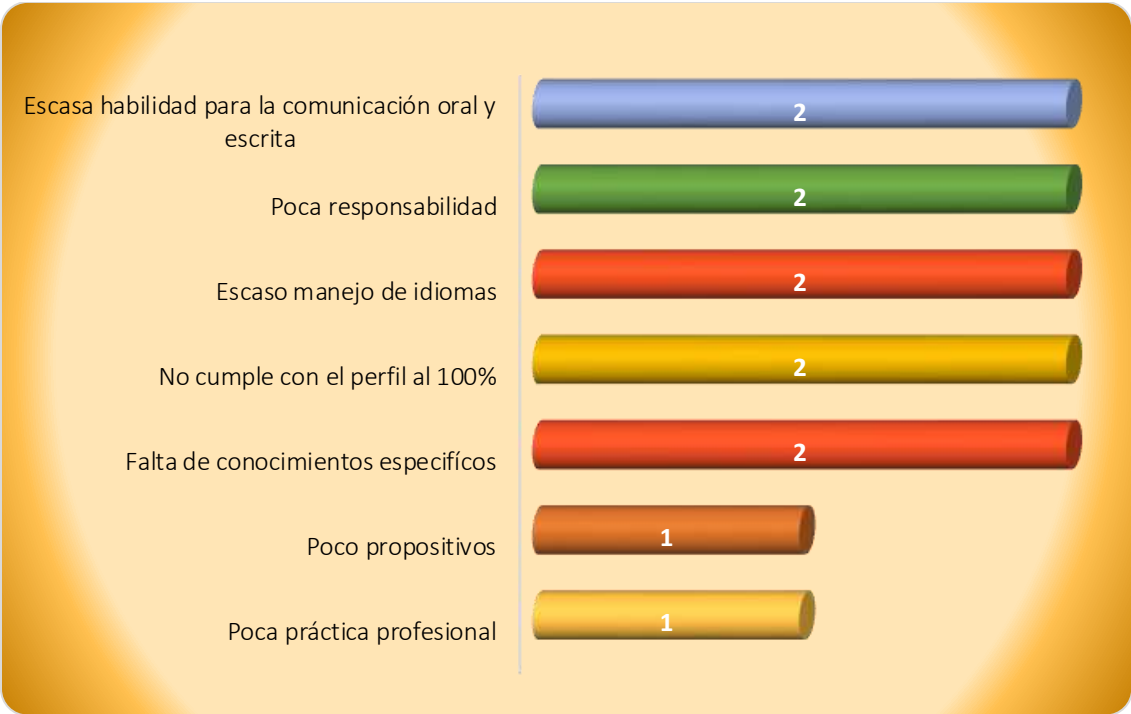 Escasa habilidad para la comunicación oral y
escrita
2
Poca responsabilidad
2
Escaso manejo de idiomas
2
No cumple con el perfil al 100%
2
Falta de conocimientos especifícos
2
Poco propositivos
1
Poca práctica profesional
1